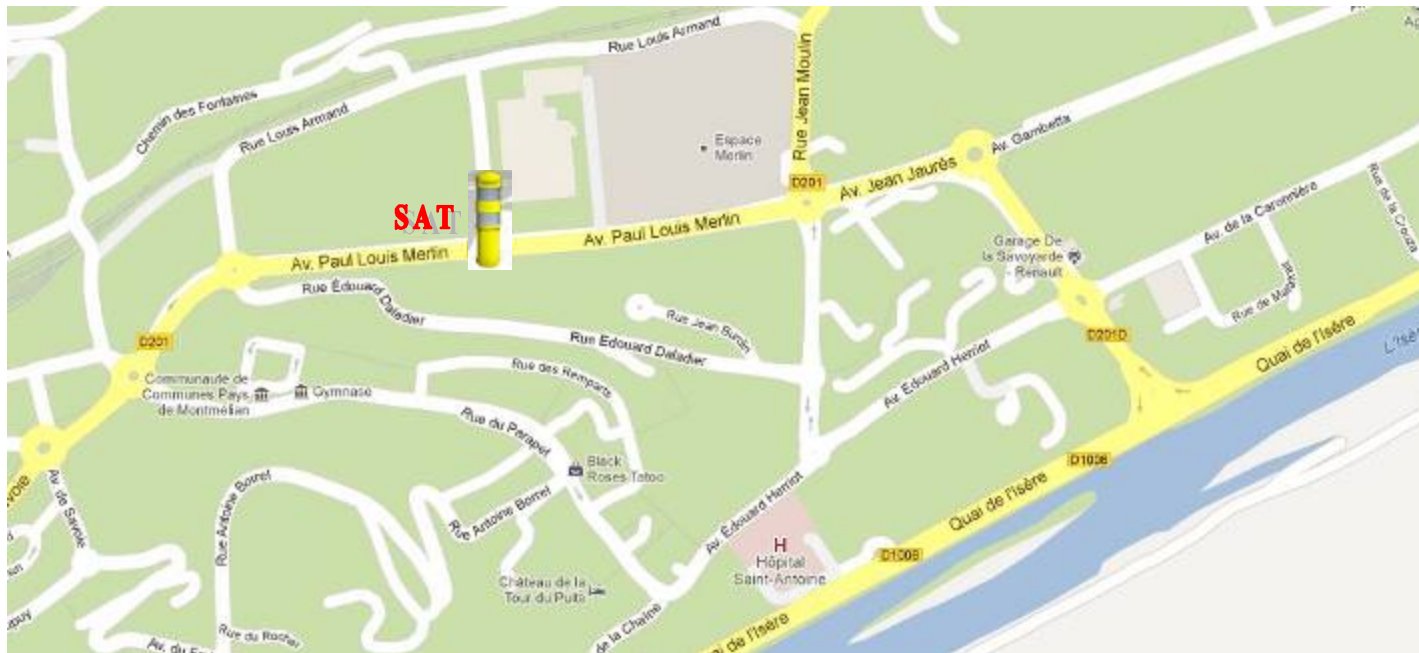 Rue Louis Armand
Chemin des Fontaines
Rue Louis Armand
Rue Jean Moulin
Espace
Merlin
Av. Gambetta
D201
Av. Jean Jaurès
Rue de la Crouza
Av. de la Caronnière
SAT
Av. Paul Louis Merlin
Av. Paul Louis Merlin
Garage De
la Savoyarde
- Renault
Rue Édouard Daladier
Rue Jean Burdin
Rue de
D201
Rue Edouard Daladier
D201D
Quai de l'Isère
Communauté de
Communes Pays
de Montmélian
Gymnase
Rue des Remparts
Av. Edouard Herriot
Rue du Parapet
Black
Roses Tatoo
D1006
Quai de l'Isère
Av. de Savoie
Rue Antoine Borrel
Rue Antoine Borrel
Av. Édouard Herriot
H
Hôpital
Saint-Antoine
D1006
Château de la
Tour du Puits
Rue du Rocher
de la Chaîne